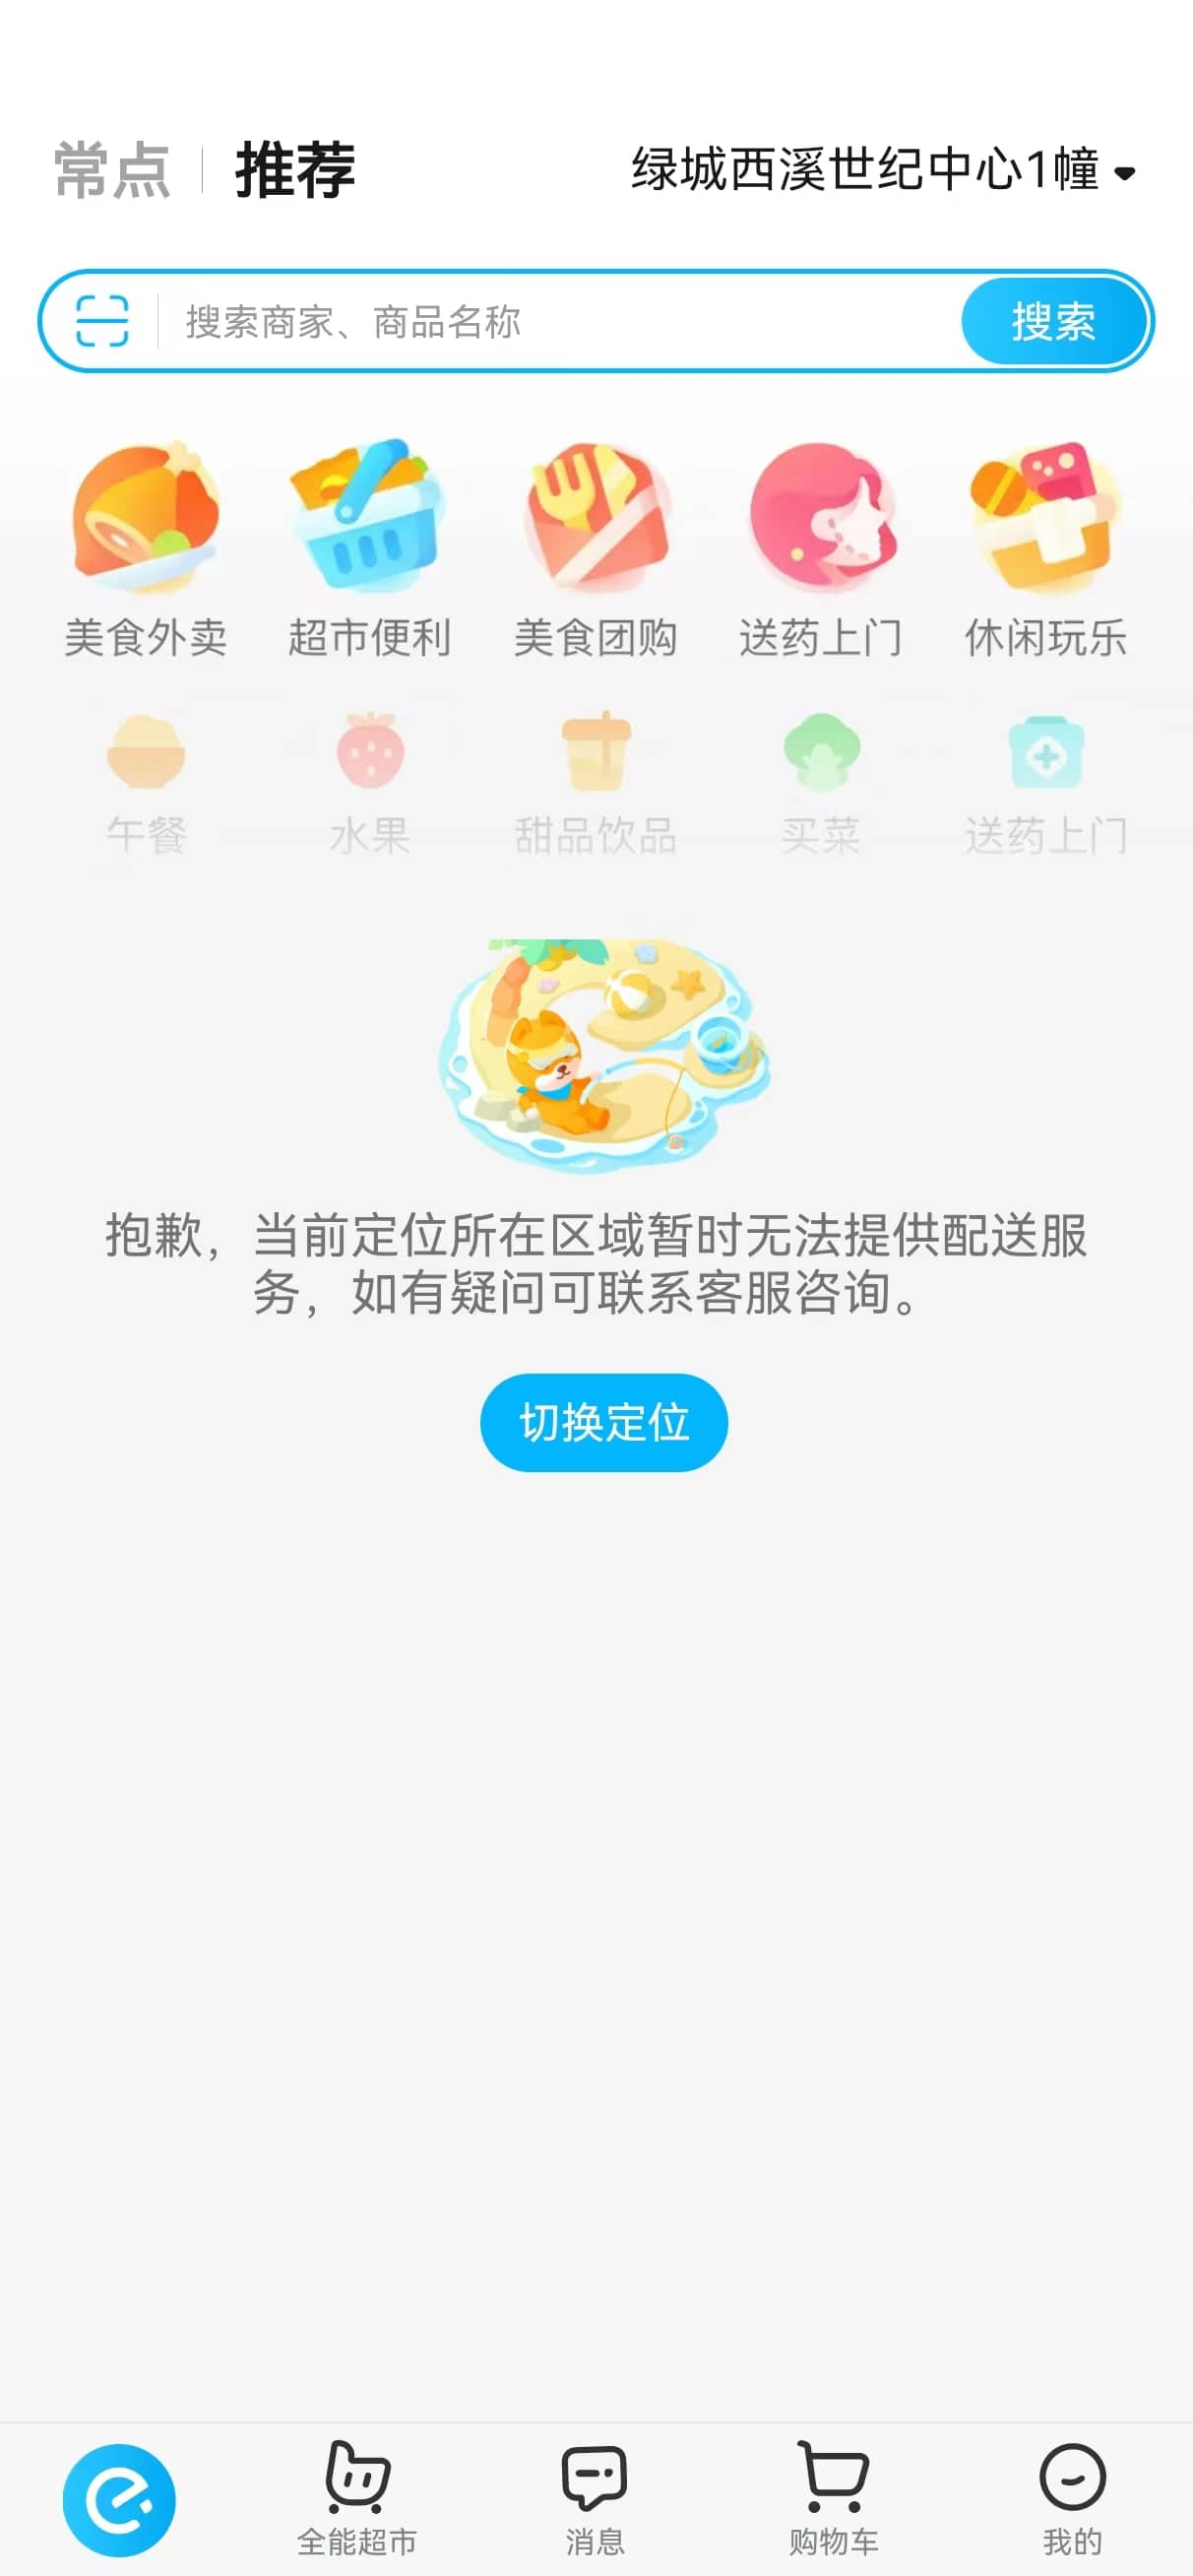 常点 推荐 绿城西溪世纪中心1幢
搜索商家、商品名称 搜索
美食外卖 超市便利 美食团购 送药上门 休闲玩乐
午餐 水果 甜品饮品 买菜 送药上门
抱歉，当前定位所在区域暂时无法提供配送服
务，如有疑问可联系客服咨询。
切换定位
全能超市 消息 购物车 我的